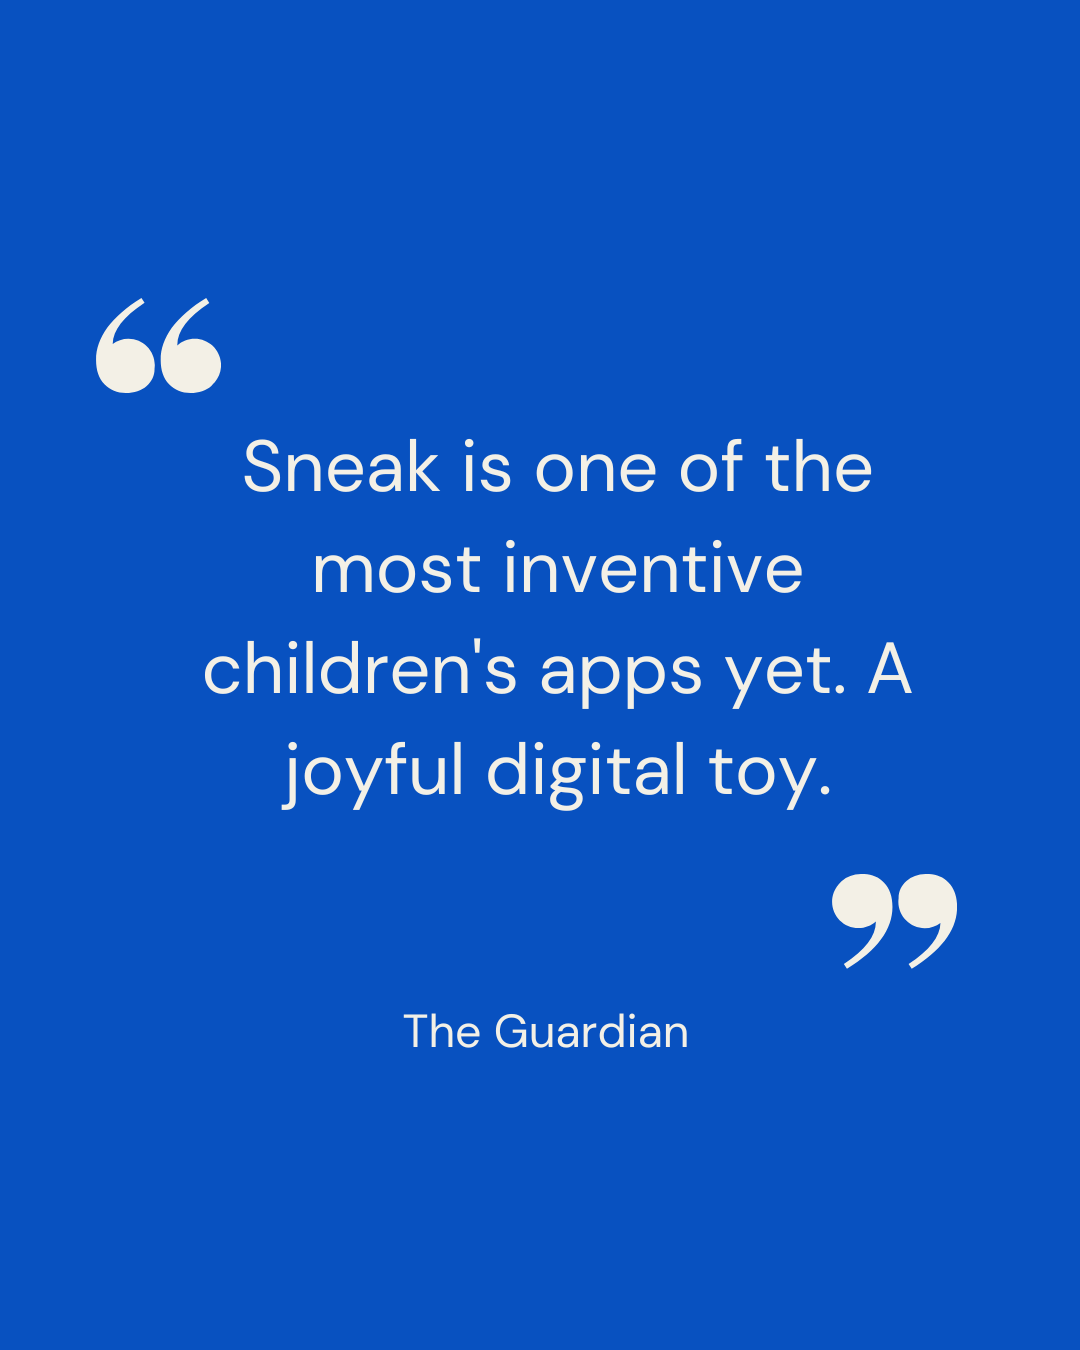 “
Sneak is one of the
most inventive
children's apps yet. A
joyful digital toy.
”
The Guardian